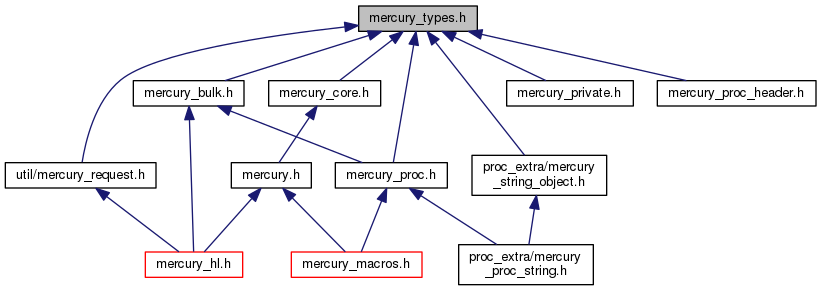 mercury_types.h
mercury_bulk.h
mercury_core.h
mercury_private.h
mercury_proc_header.h
util/mercury_request.h
mercury.h
mercury_proc.h
proc_extra/mercury
_string_object.h
mercury_hl.h
mercury_macros.h
proc_extra/mercury
_proc_string.h